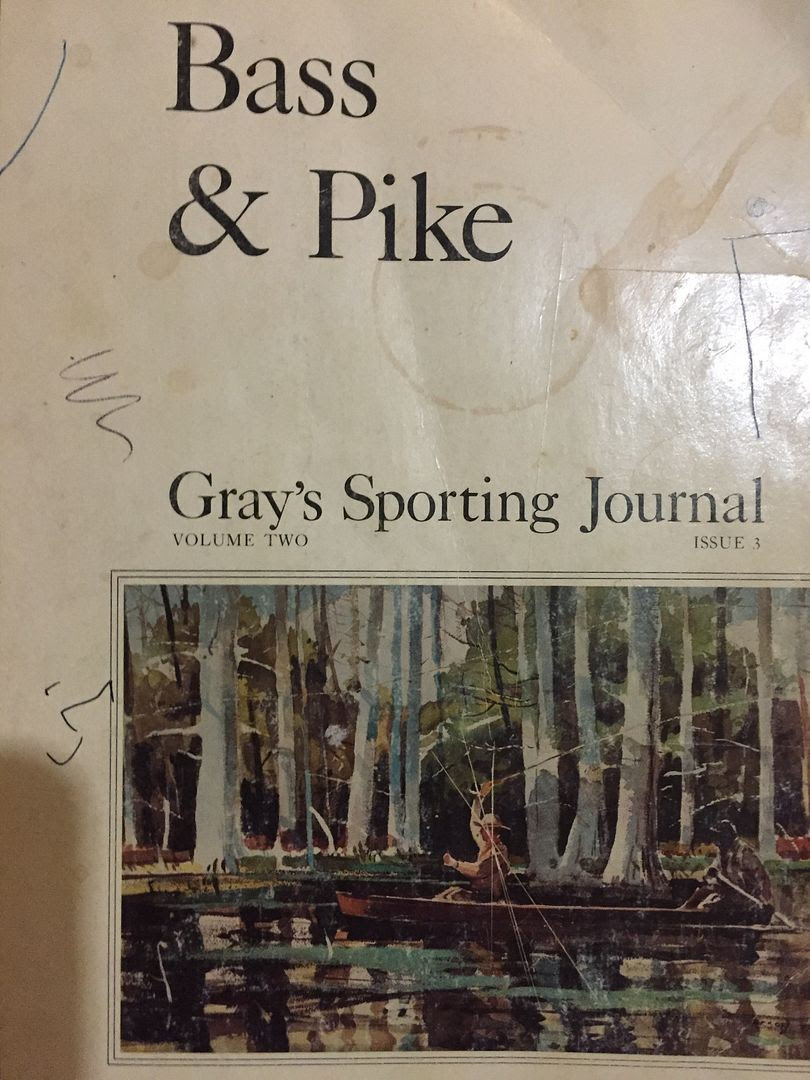 Bass
& Pike
Gray's Sporting Journal
VOLUME TWO ISSUE 3